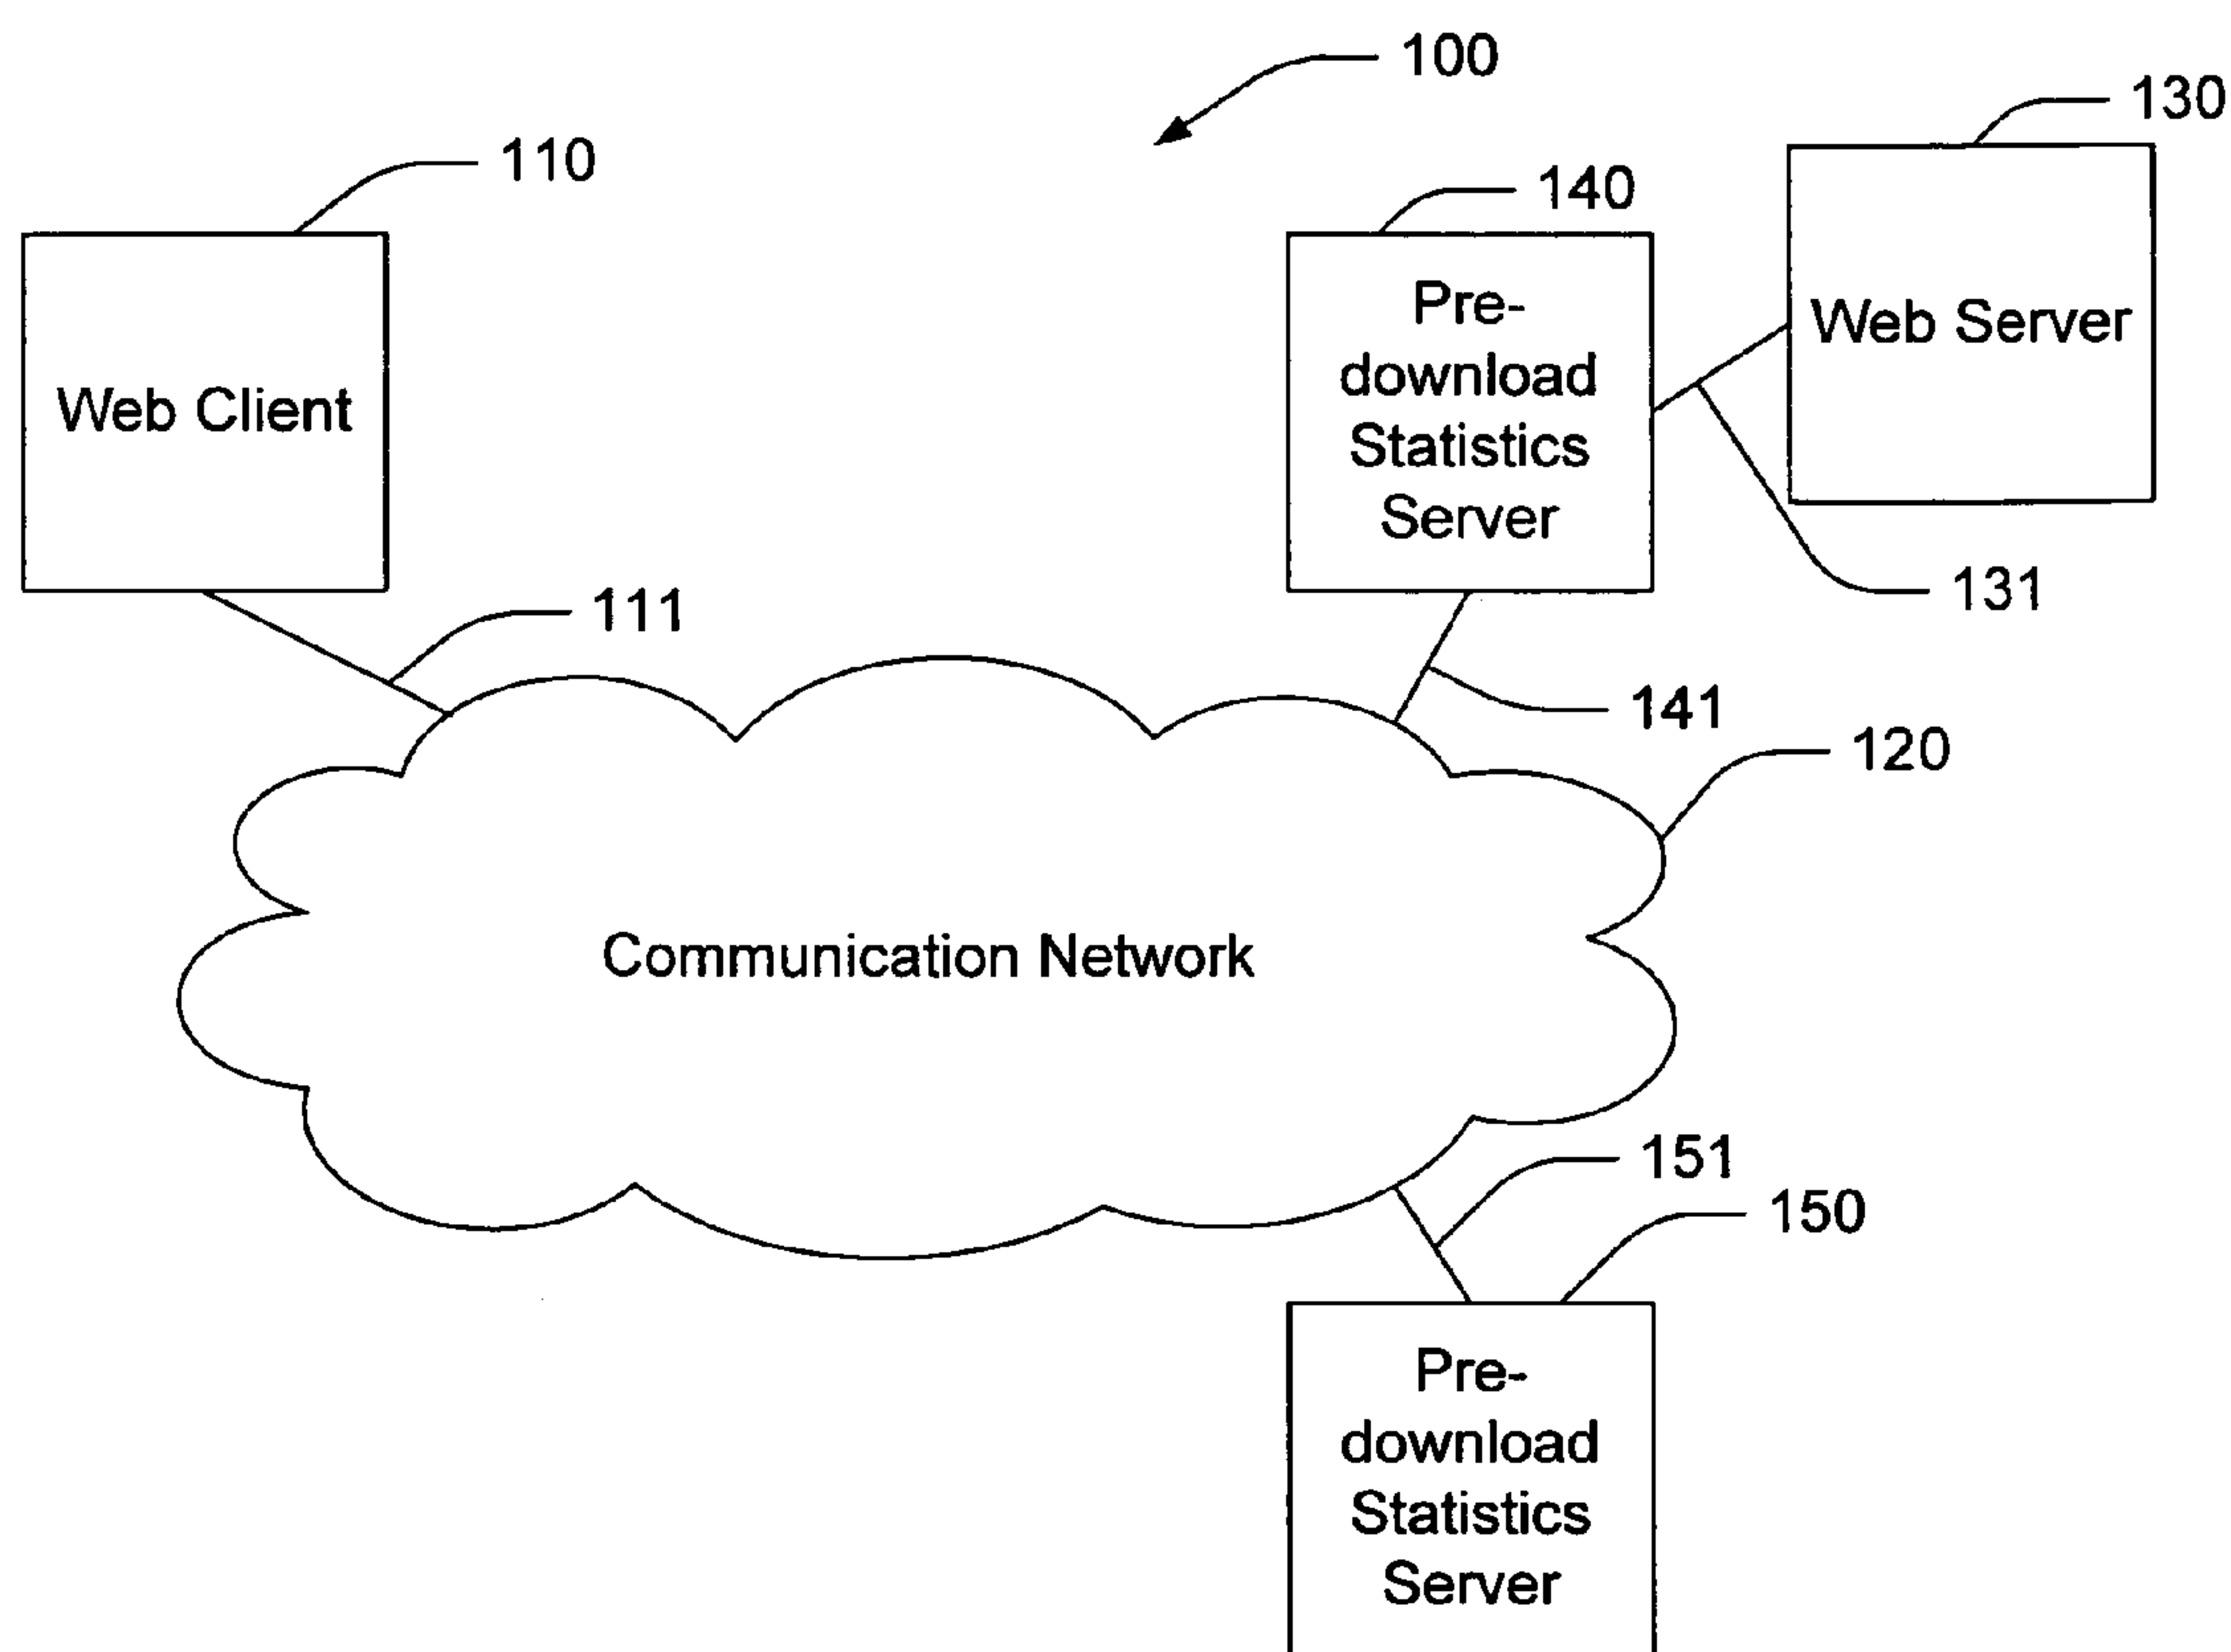 100
130
110
140
Web Client
Pre-
download
Statistics
Server
Web Server
131
111
141
120
Communication Network
151
150
Pre-
download
Statistics
Server